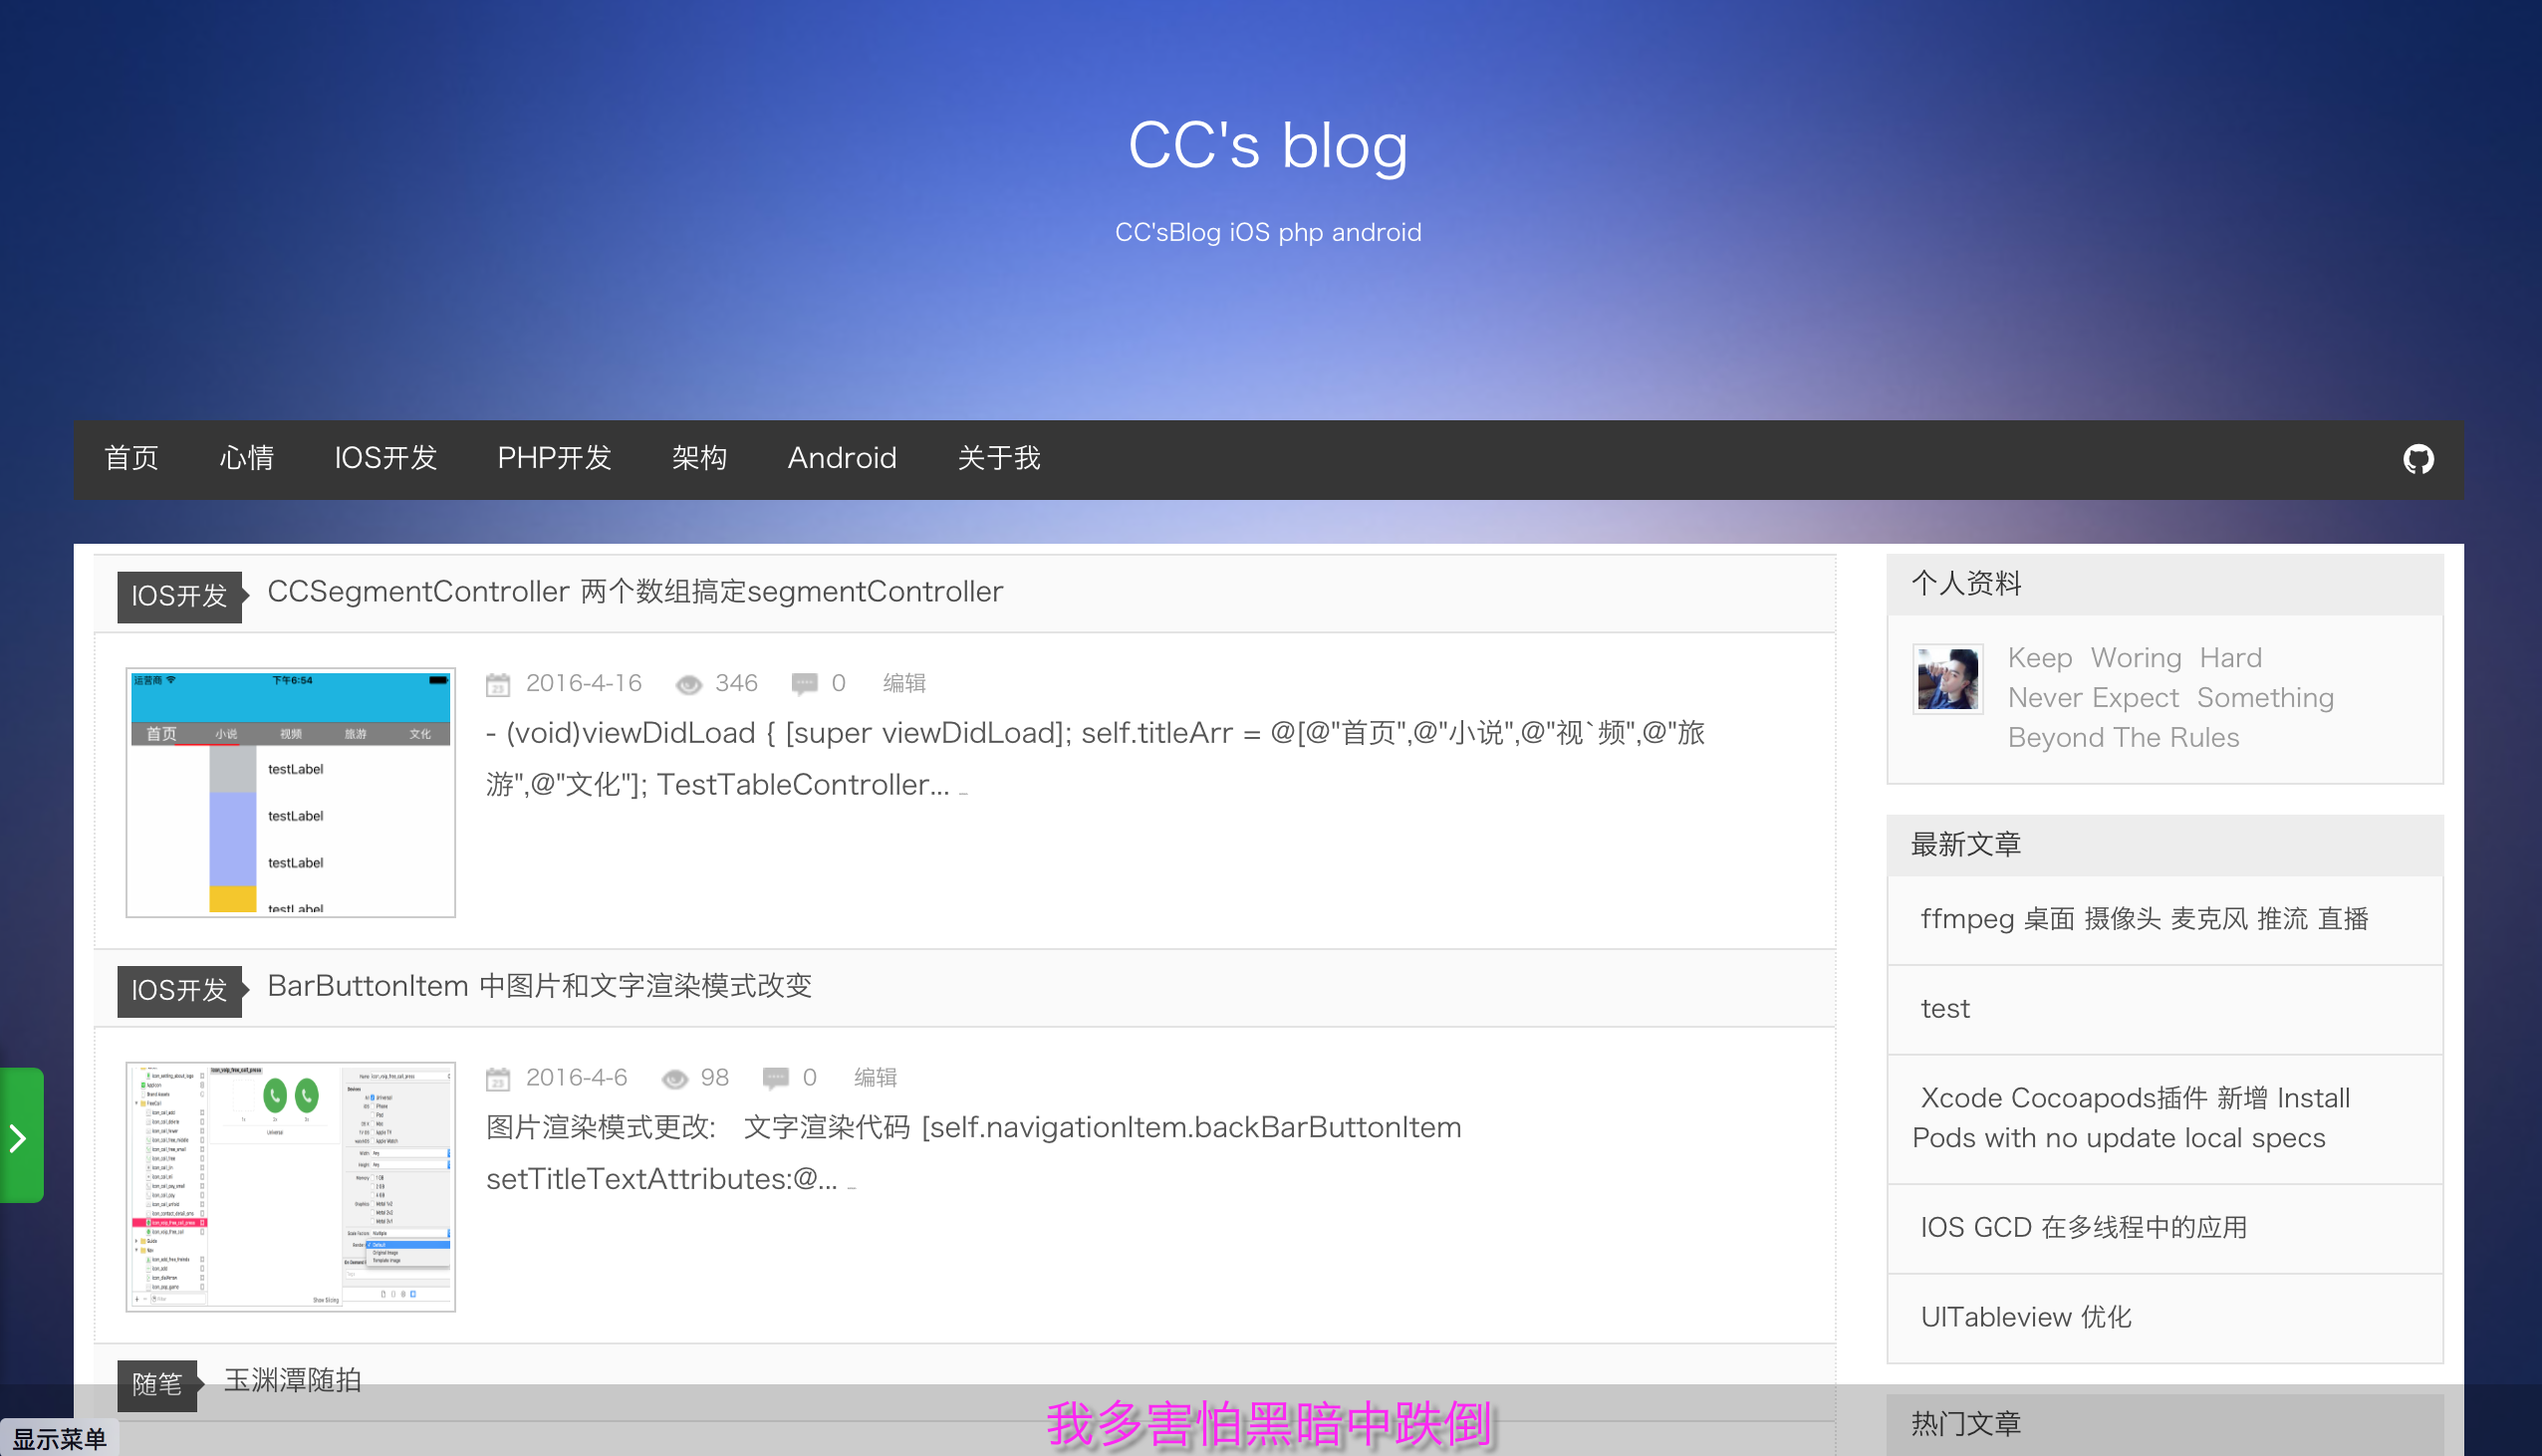 CC's blog
CC'sBlog iOS php android
首页 心情 IOS开发 PHP开发 架构 Android 关于我
IOS开发 CCSegmentController 两个数组搞定segmentController
运营商 下午6:54
首页 小说 视频 旅游 文化
testLabel
testLabel
testLabel
testLabel
2016-4-16 346 0 编辑
- (void)viewDidLoad { [super viewDidLoad]; self.titleArr = @[@"首页",@"小说",@"视`频",@"旅
游",@"文化"]; TestTableController...
IOS开发 BarButtonItem 中图片和文字渲染模式改变
2016-4-6 98 0 编辑
图片渲染模式更改: 文字渲染代码 [self.navigationItem.backBarButtonItem
setTitleTextAttributes:@...
随笔 玉渊潭随拍
个人资料
Keep Woring Hard
Never Expect Something
Beyond The Rules
最新文章
ffmpeg 桌面 摄像头 麦克风 推流 直播
test
Xcode Cocoapods插件 新增 Install
Pods with no update local specs
IOS GCD 在多线程中的应用
UITableview 优化
热门文章
我多害怕黑暗中跌倒
显示菜单